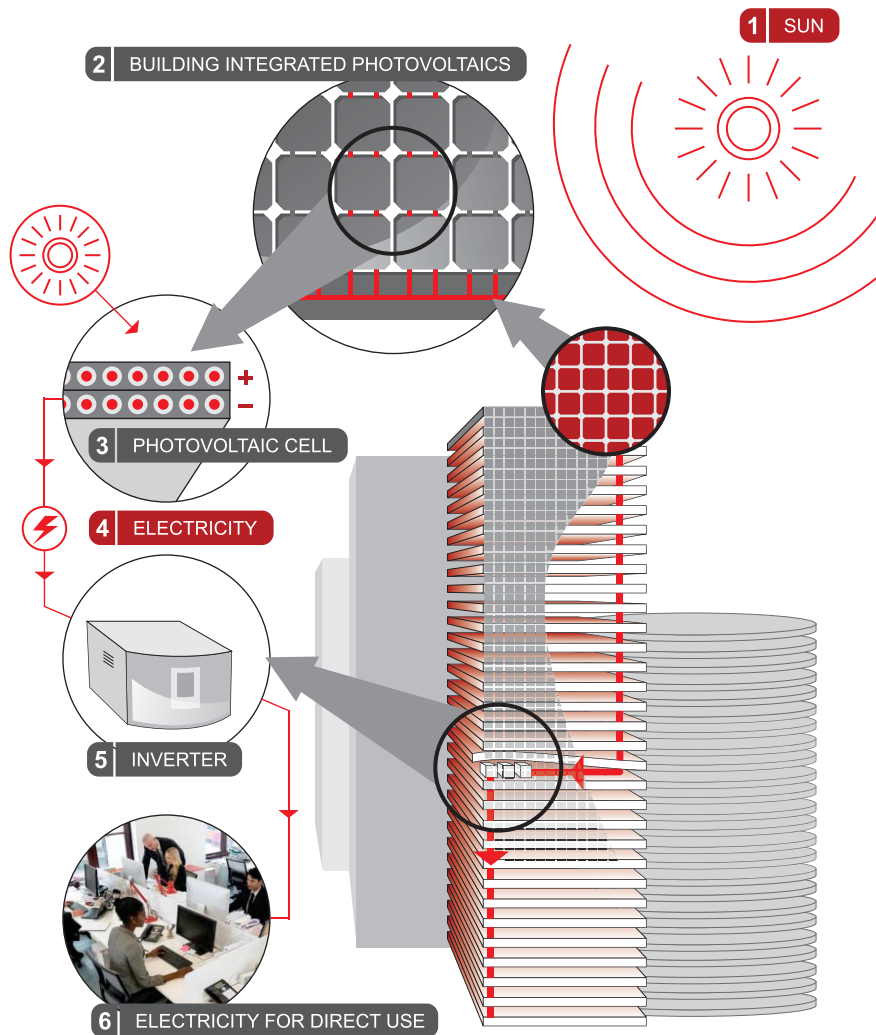 1 SUN
2 BUILDING INTEGRATED PHOTOVOLTAICS
+
−
3 PHOTOVOLTAIC CELL
4 ELECTRICITY
5 INVERTER
6 ELECTRICITY FOR DIRECT USE